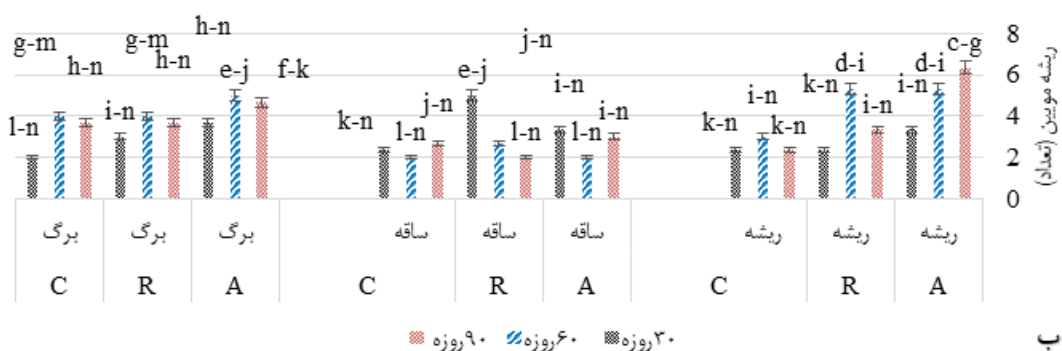 h-n
g-m g-m j-n 8
h-n h-n e-j f-k e-j k-n d-i d-i c-g
l-n i-n k-n j-n l-n l-n i-n l-n i-n k-n i-n k-n i-n i-n
6
4
2
0
ریشه مویین (تعداد)
برگ برگ برگ ساقه ساقه ساقه ریشه ریشه ریشه
C R A C R A C R A
۹۰روزه ۶۰روزه ۳۰روزه
ب